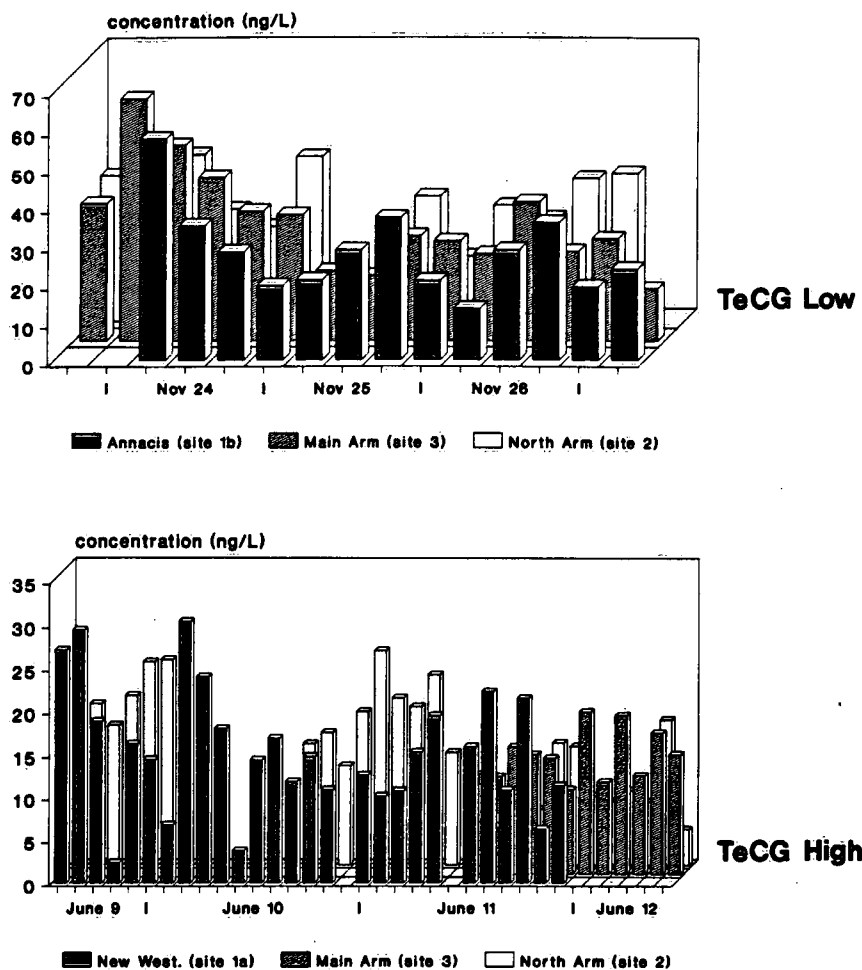 concentration (ng/L)
70
60
50
40
30
20
10
0
I Nov 24 I Nov 25 I Nov 26 I
TeCG Low
Annacis (site 1b) Main Arm (site 3) North Arm (site 2)
concentration (ng/L)
35
30
25
20
15
10
5
0
June 9 I June 10 I June 11 I June 12
TeCG High
New West. (site 1a) Main Arm (site 3) North Arm (site 2)